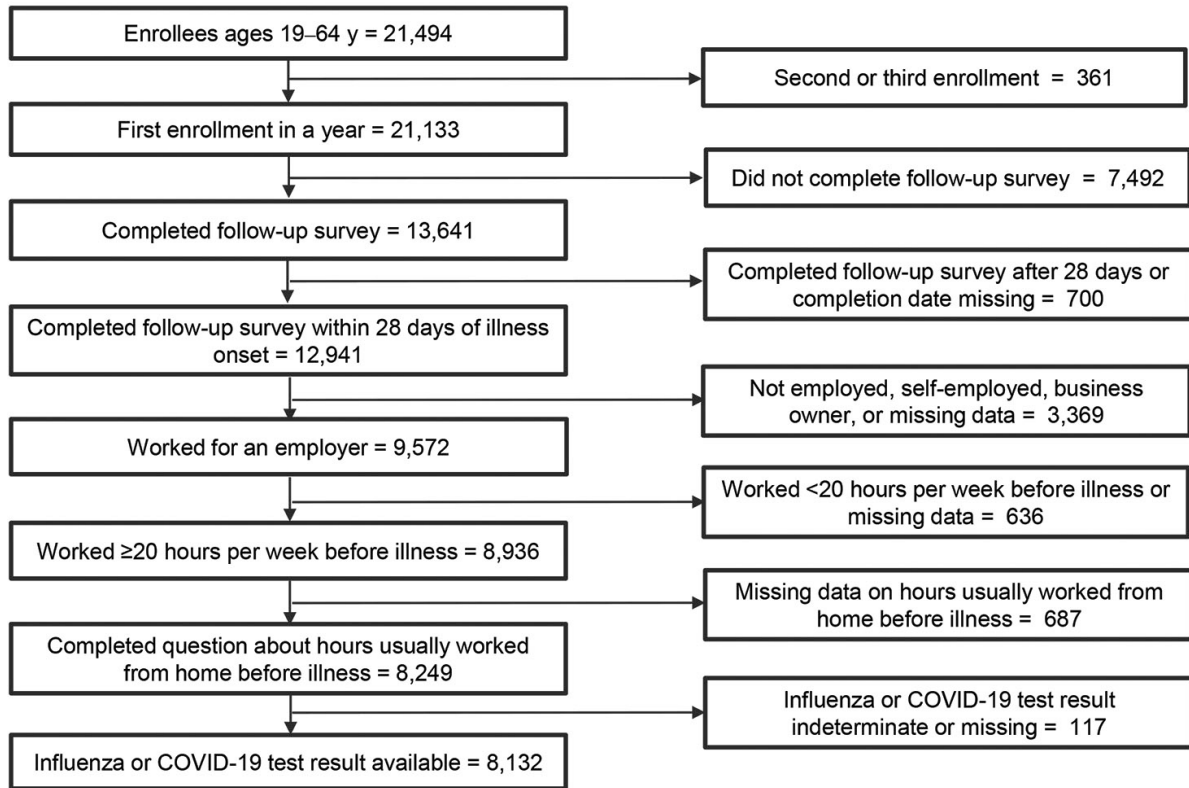 Enrollees ages 19–64 y = 21,494
Second or third enrollment = 361
First enrollment in a year = 21,133
Did not complete follow-up survey = 7,492
Completed follow-up survey = 13,641
Completed follow-up survey after 28 days or
completion date missing = 700
Completed follow-up survey within 28 days of illness
onset = 12,941
Not employed, self-employed, business
owner, or missing data = 3,369
Worked for an employer = 9,572
Worked <20 hours per week before illness or
missing data = 636
Worked ≥20 hours per week before illness = 8,936
Missing data on hours usually worked from
home before illness = 687
Completed question about hours usually worked
from home before illness = 8,249
Influenza or COVID-19 test result
indeterminate or missing = 117
Influenza or COVID-19 test result available = 8,132